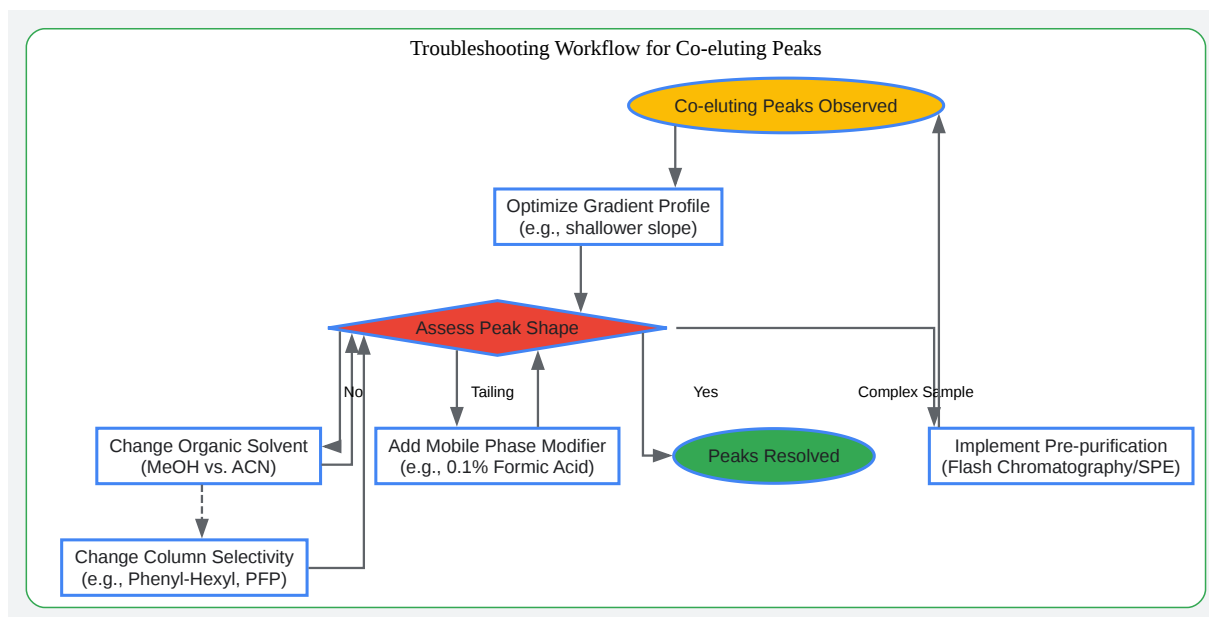 Troubleshooting Workflow for Co-eluting Peaks
Co-eluting Peaks Observed
Optimize Gradient Profile
(e.g., shallower slope)
Assess Peak Shape
No
Tailing
Yes
Complex Sample
Change Organic Solvent
(MeOH vs. ACN)
Add Mobile Phase Modifier
(e.g., 0.1% Formic Acid)
Peaks Resolved
Implement Pre-purification
(Flash Chromatography/SPE)
Change Column Selectivity
(e.g., Phenyl-Hexyl, PFP)